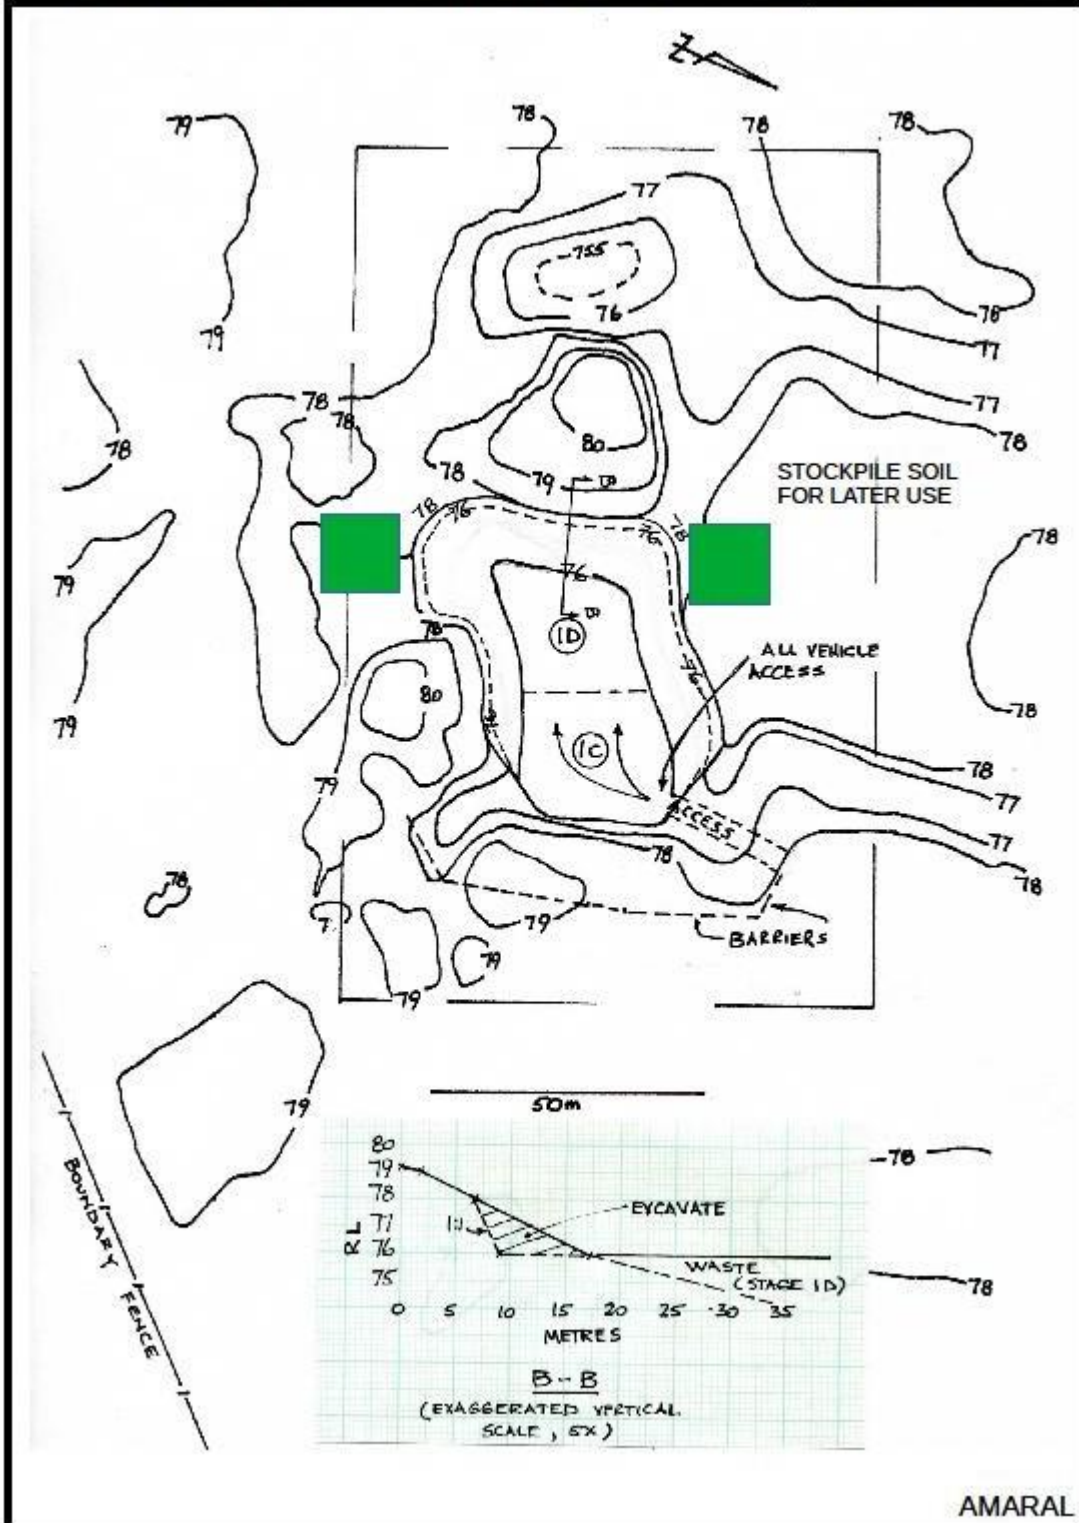 N
79
78
78
78
77
755
76
78
77
79
77
78
78
78
80
78
78
79
B
STOCKPILE SOIL
FOR LATER USE
78
76
76
78
78
79
76
B
1D
78
80
76
ALL VEHICLE
ACCESS
79
1C
78
79
78
77
ACCESS
77
78
78
78
79
BARRIERS
79
79
78
79
50m
BOUNDARY
FENCE
80
79
78
77
76
75
RL
1:1
EXCAVATE
WASTE
(STAGE 1D)
0 5 10 15 20 25 30 35
METRES
B-B
(EXAGGERATED VERTICAL
SCALE, 5X)
78
78
AMARAL